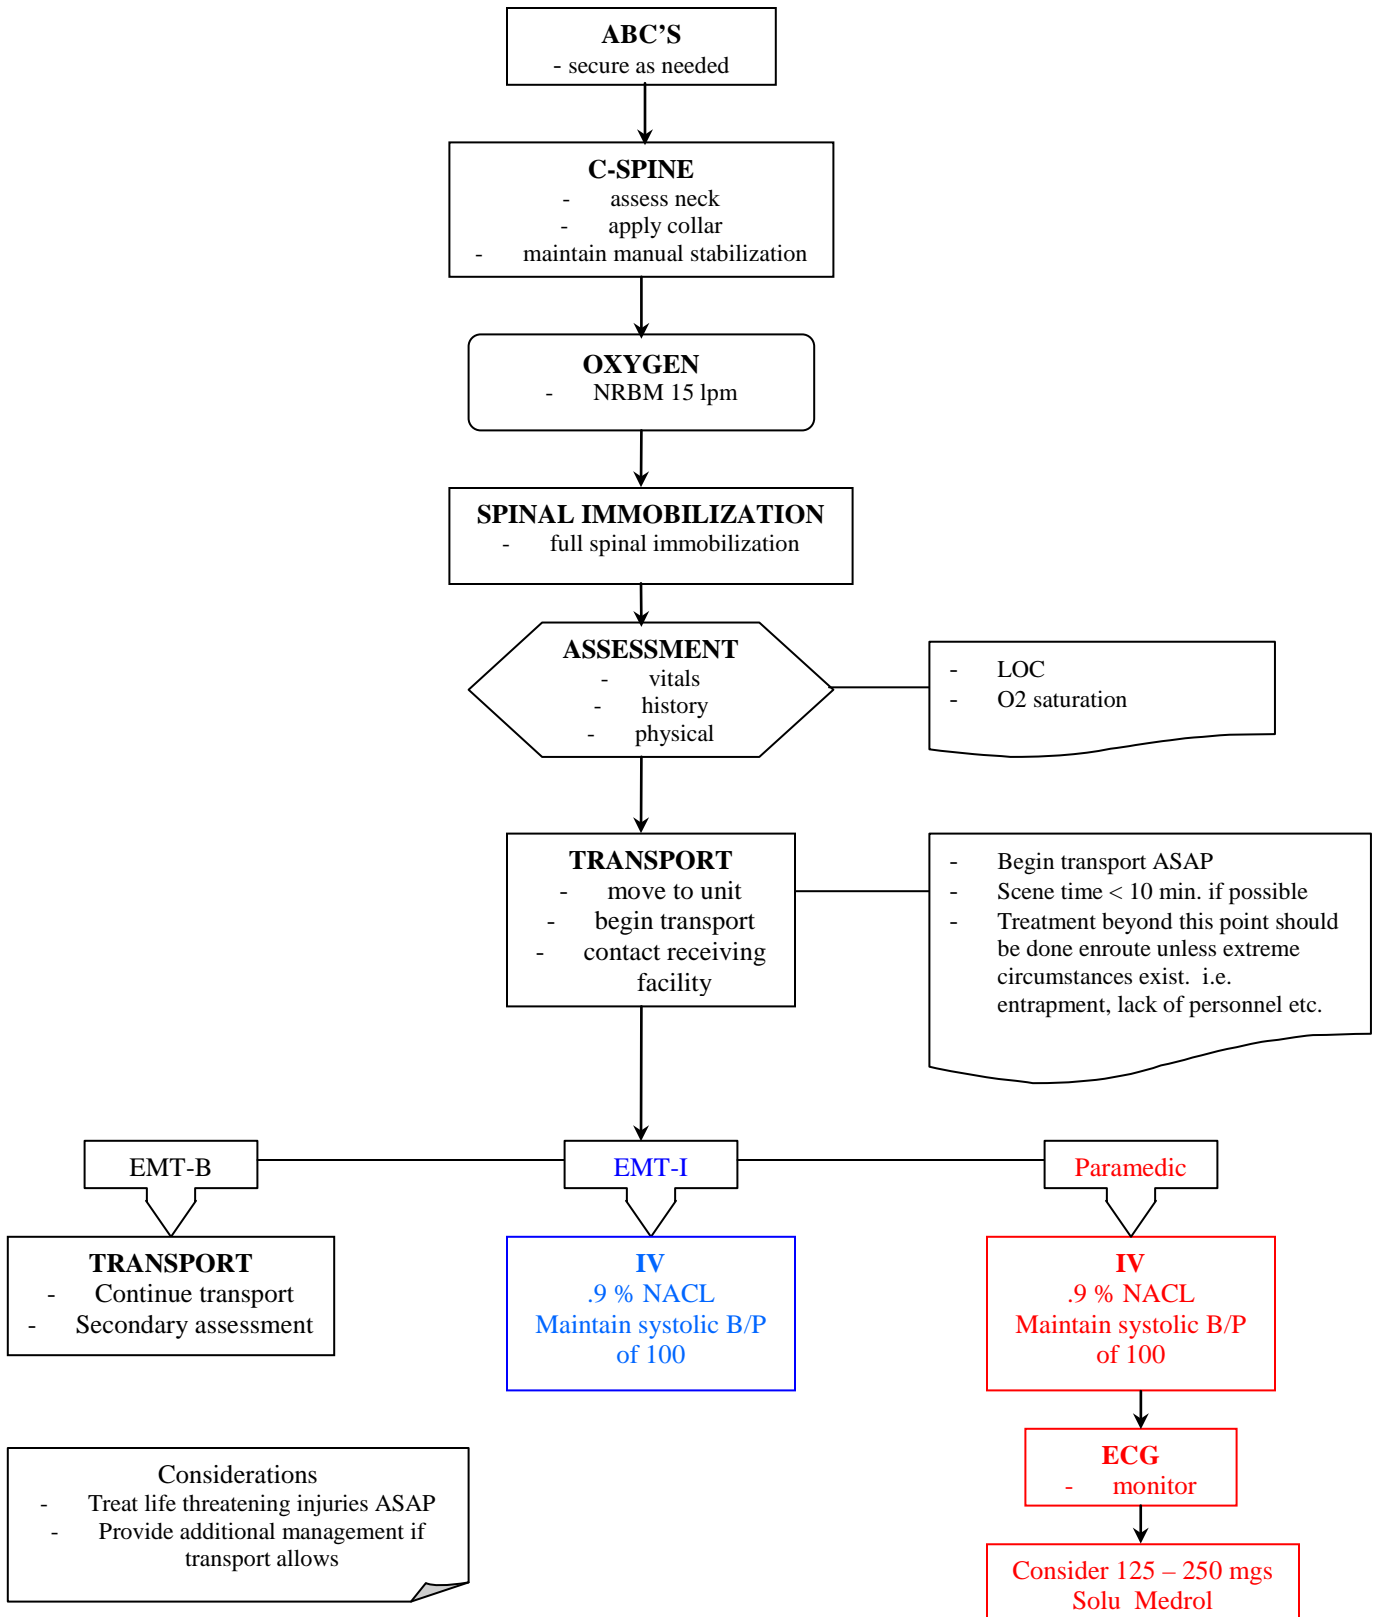 ABC’S
- secure as needed
C-SPINE
- assess neck
- apply collar
- maintain manual stabilization
OXYGEN
- NRBM 15 lpm
SPINAL IMMOBILIZATION
- full spinal immobilization
ASSESSMENT
- vitals
- history
- physical
- LOC
- O2 saturation
TRANSPORT
- move to unit
- begin transport
- contact receiving
facility
- Begin transport ASAP
- Scene time < 10 min. if possible
- Treatment beyond this point should
be done enroute unless extreme
circumstances exist. i.e.
entrapment, lack of personnel etc.
EMT-B
EMT-I
Paramedic
TRANSPORT
- Continue transport
- Secondary assessment
IV
.9 % NACL
Maintain systolic B/P
of 100
IV
.9 % NACL
Maintain systolic B/P
of 100
ECG
- monitor
Considerations
- Treat life threatening injuries ASAP
- Provide additional management if
transport allows
Consider 125 – 250 mgs
Solu Medrol